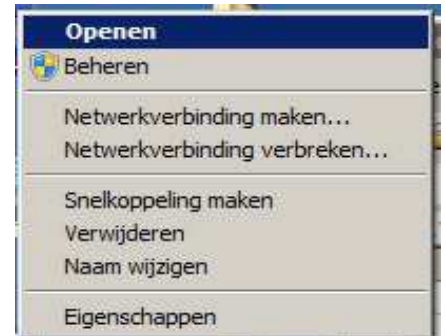 Openen
Beheren
Netwerkverbinding maken...
Netwerkverbinding verbreken...
Snelkoppeling maken
Verwijderen
Naam wijzigen
Eigenschappen